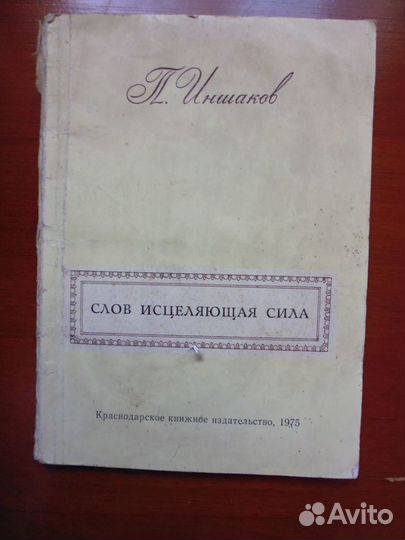 П. Иншаков
СЛОВ ИСЦЕЛЯЮЩАЯ СИЛА
Краснодарское книжное издательство, 1975
Avito